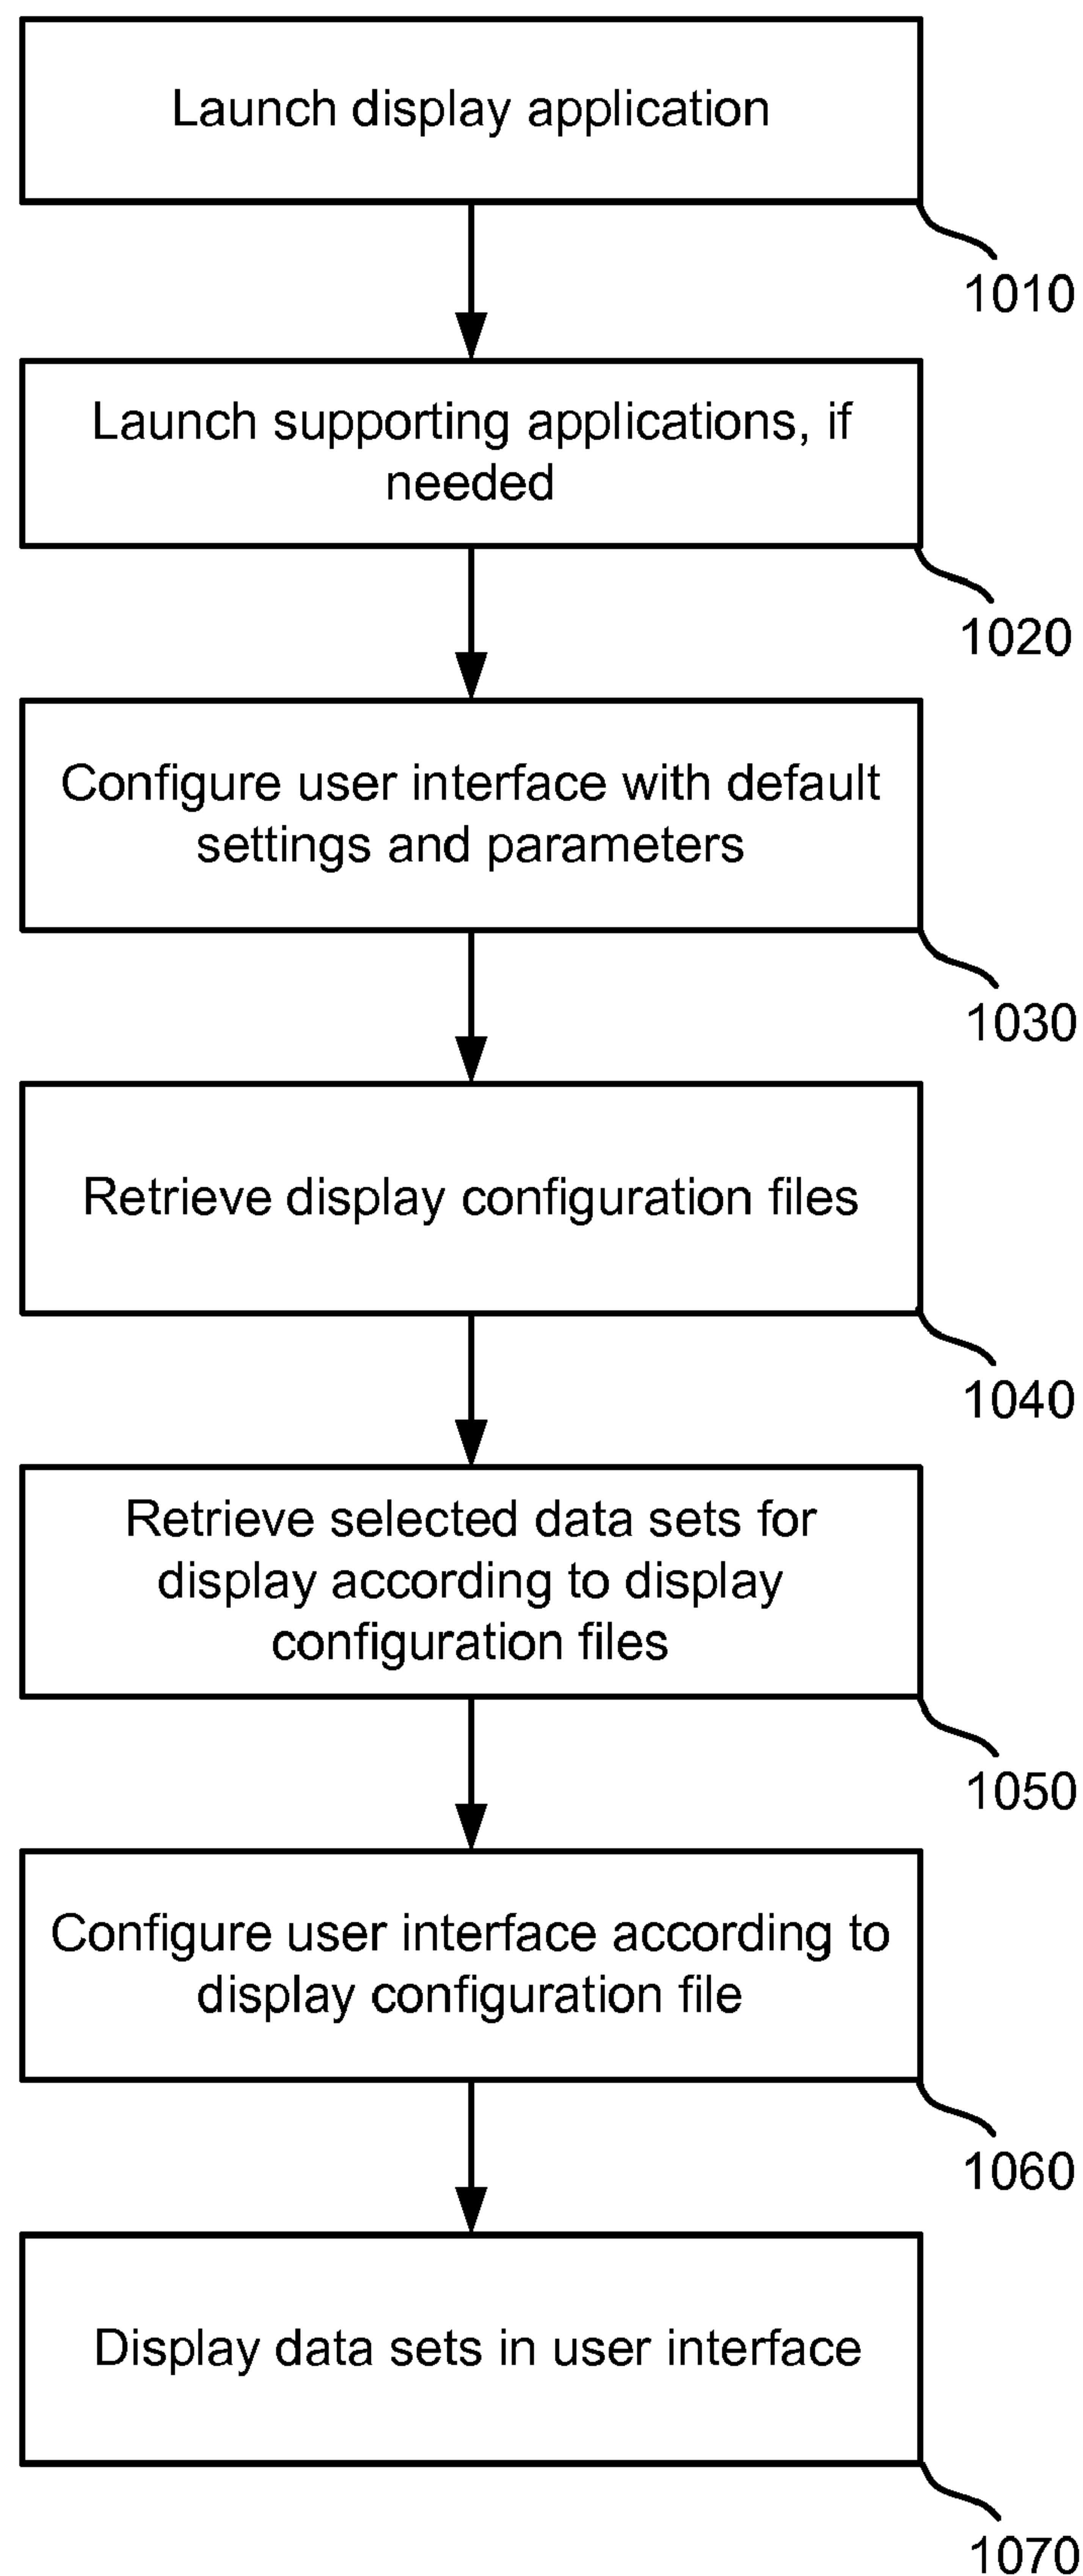 Launch display application
1010
Launch supporting applications, if
needed
1020
Configure user interface with default
settings and parameters
1030
Retrieve display configuration files
1040
Retrieve selected data sets for
display according to display
configuration files
1050
Configure user interface according to
display configuration file
1060
Display data sets in user interface
1070